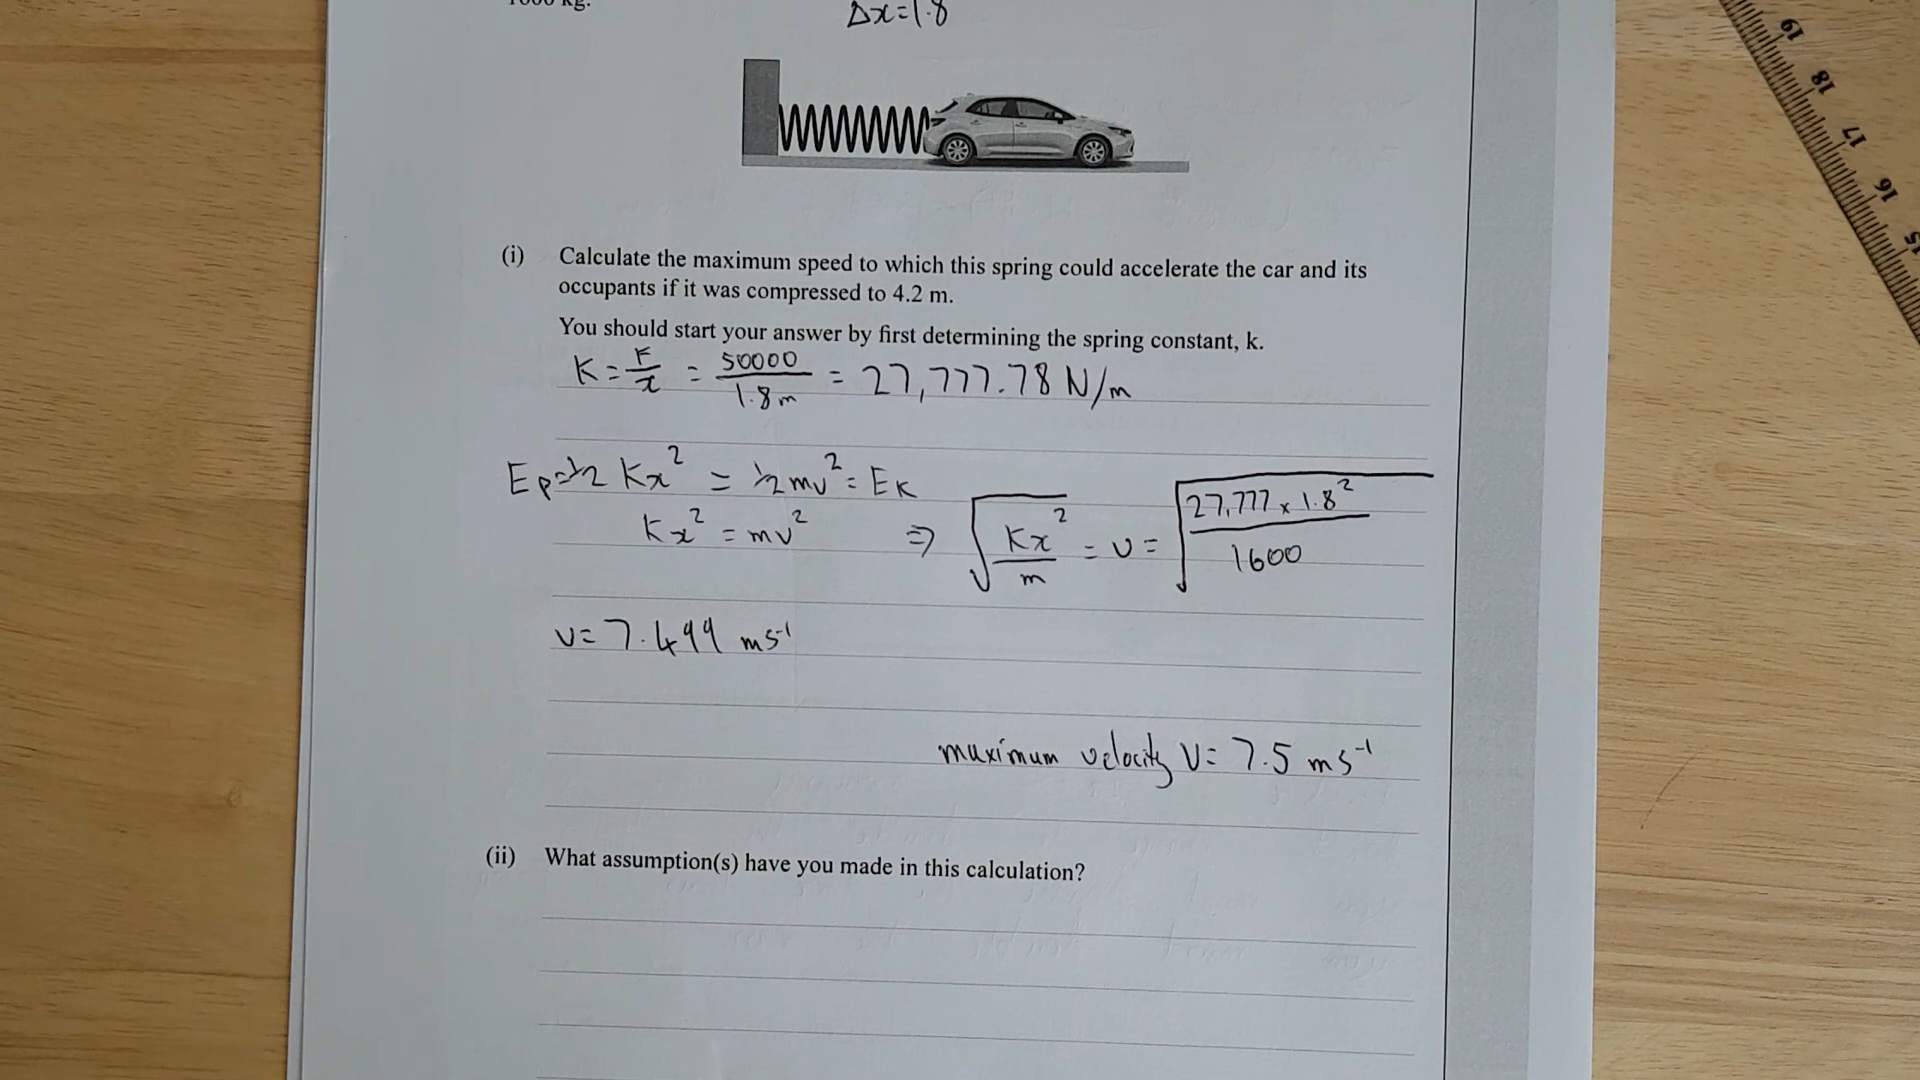 kg.
Δx=1.8
(i) Calculate the maximum speed to which this spring could accelerate the car and its
occupants if it was compressed to 4.2 m.
You should start your answer by first determining the spring constant, k.
K = F/x = 50000/1.8m = 27,777.78 N/m
Ep=½ Kx² = ½mv² = EK
Kx² = mv² ⇒ √(Kx²/m) = v = √(27,777 x 1.8²/1600)
v= 7.499 ms⁻¹
maximum velocity V= 7.5 ms⁻¹
(ii) What assumption(s) have you made in this calculation?
19
18
17
16
15